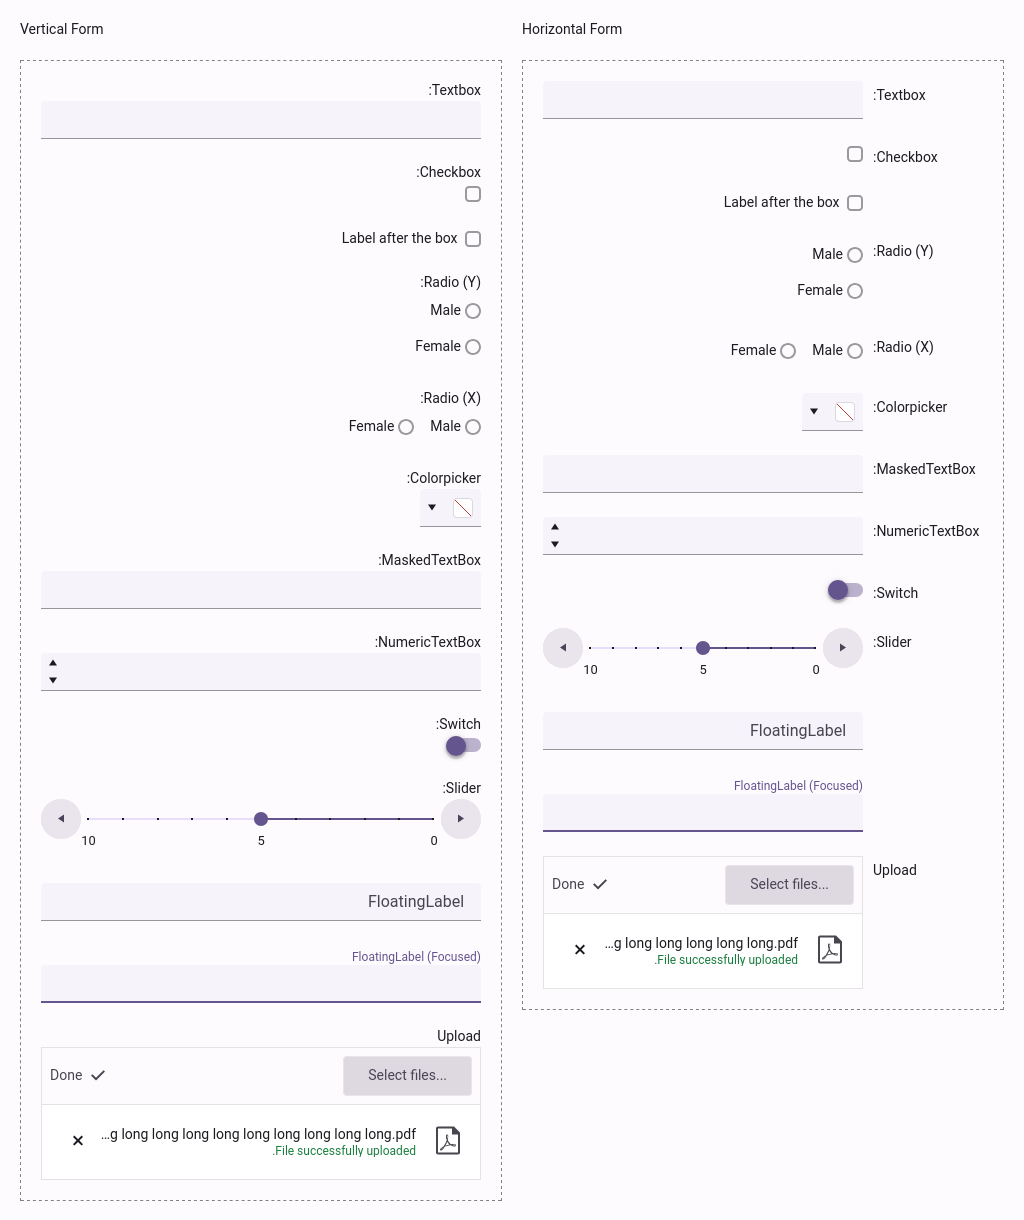 Vertical Form
:Textbox
:Checkbox
Label after the box
:Radio (Y)
Male
Female
:Radio (X)
Female Male
:Colorpicker
:MaskedTextBox
:NumericTextBox
:Switch
:Slider
10 5 0
FloatingLabel
FloatingLabel (Focused)
Upload
Done Select files...
...g long long long long long long long long long.pdf
.File successfully uploaded
Horizontal Form
:Textbox
:Checkbox
Label after the box
Male :Radio (Y)
Female
Female Male :Radio (X)
:Colorpicker
:MaskedTextBox
:NumericTextBox
:Switch
:Slider
10 5 0
FloatingLabel
FloatingLabel (Focused)
Upload
Done Select files...
...g long long long long long.pdf
.File successfully uploaded